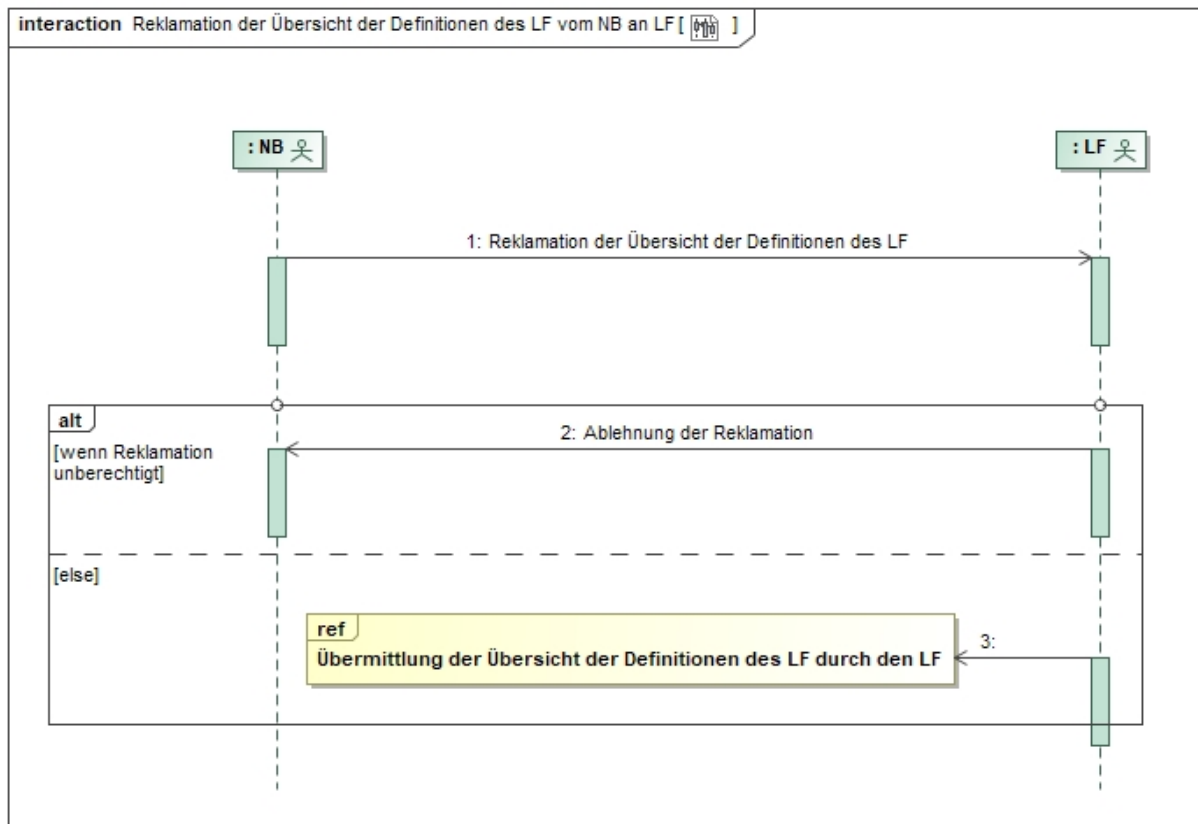 interaction Reklamation der Übersicht der Definitionen des LF vom NB an LF [ ]
: NB
: LF
1: Reklamation der Übersicht der Definitionen des LF
alt
[wenn Reklamation
unberechtigt]
2: Ablehnung der Reklamation
[else]
ref
Übermittlung der Übersicht der Definitionen des LF durch den LF
3: